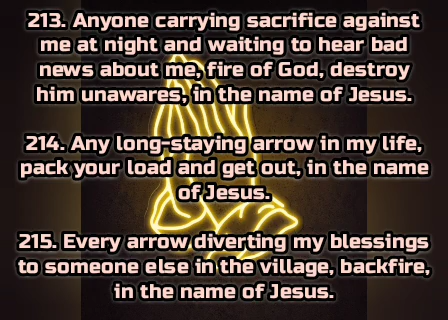 213. Anyone carrying sacrifice against
me at night and waiting to hear bad
news about me, fire of God, destroy
him unawares, in the name of Jesus.
214. Any long-staying arrow in my life,
pack your load and get out, in the name
of Jesus.
215. Every arrow diverting my blessings
to someone else in the village, backfire,
in the name of Jesus.